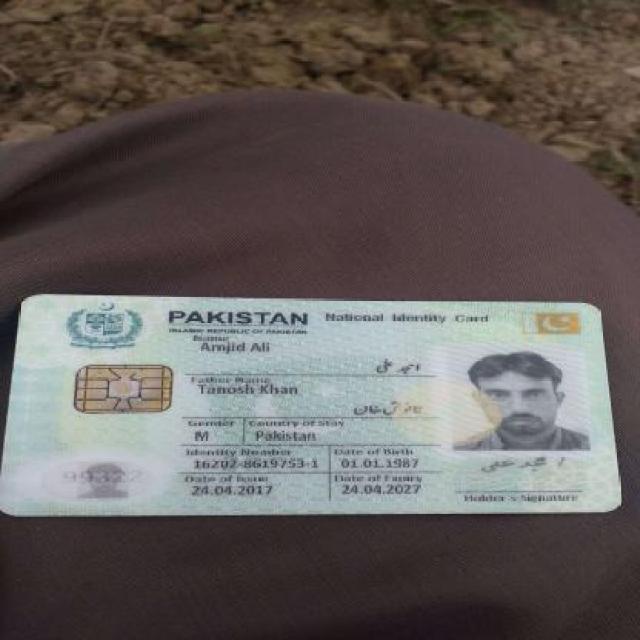 PAKISTAN National Identity Card
ISLAMIC REPUBLIC OF PAKISTAN
Name
Amjid Ali
امجد علی
Father Name
Tanosh Khan
تانوش خان
Gender Country of Stay
M Pakistan
Identity Number Date of Birth
16202-8619753-1 01.01.1987
Date of Issue Date of Expiry
24.04.2017 24.04.2027
امجد علی
Holder's Signature